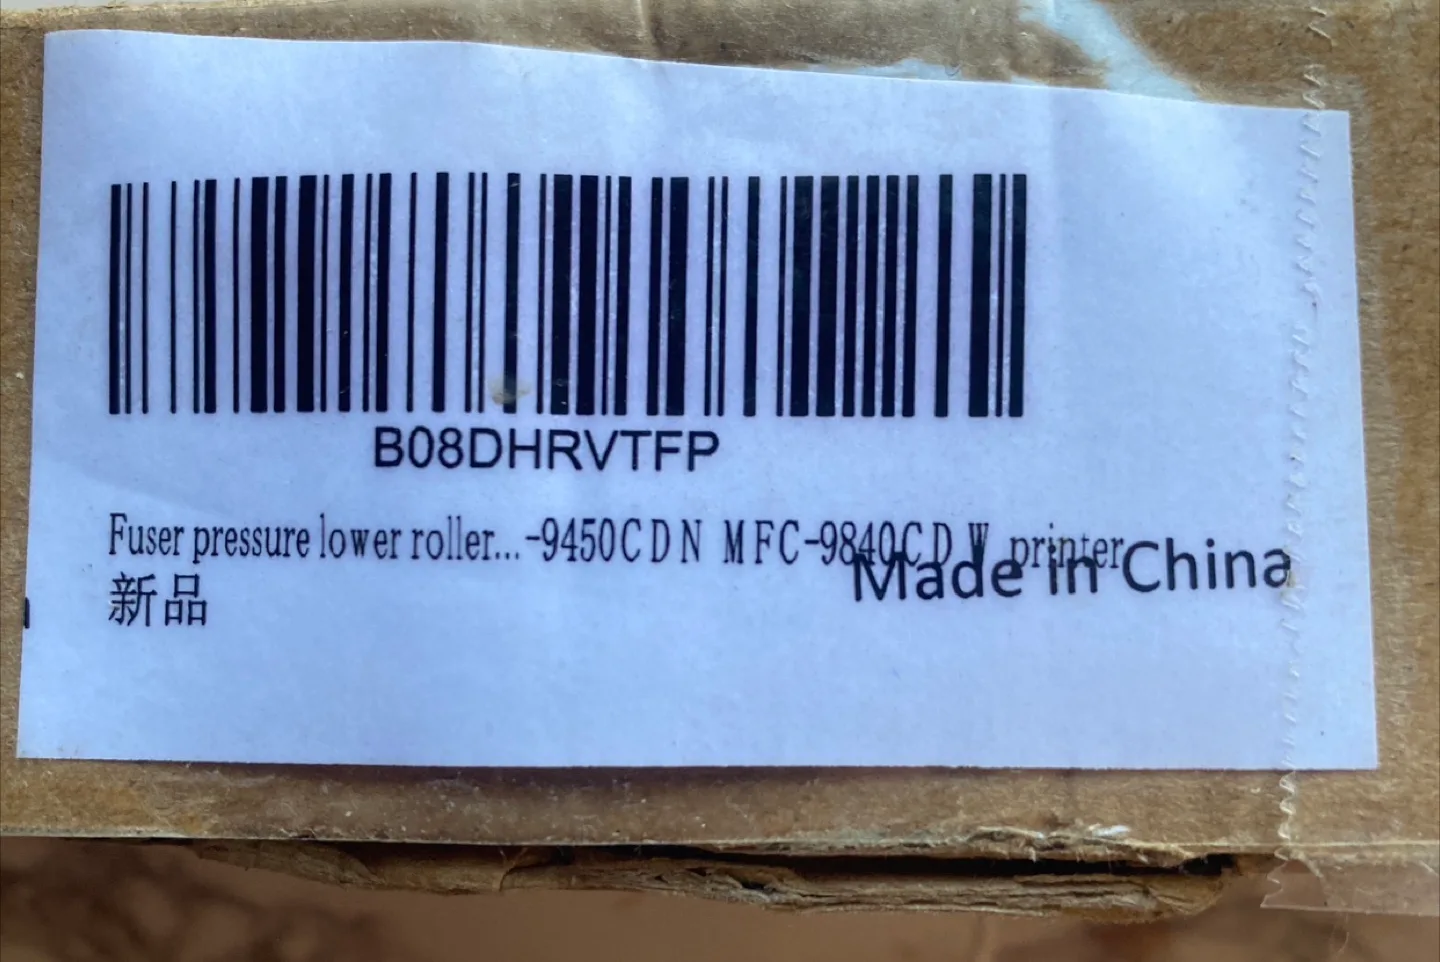 B08DHRVTFP
Fuser pressure lower roller...-9450CDN MFC-9840CDW printer
新品
Made in China